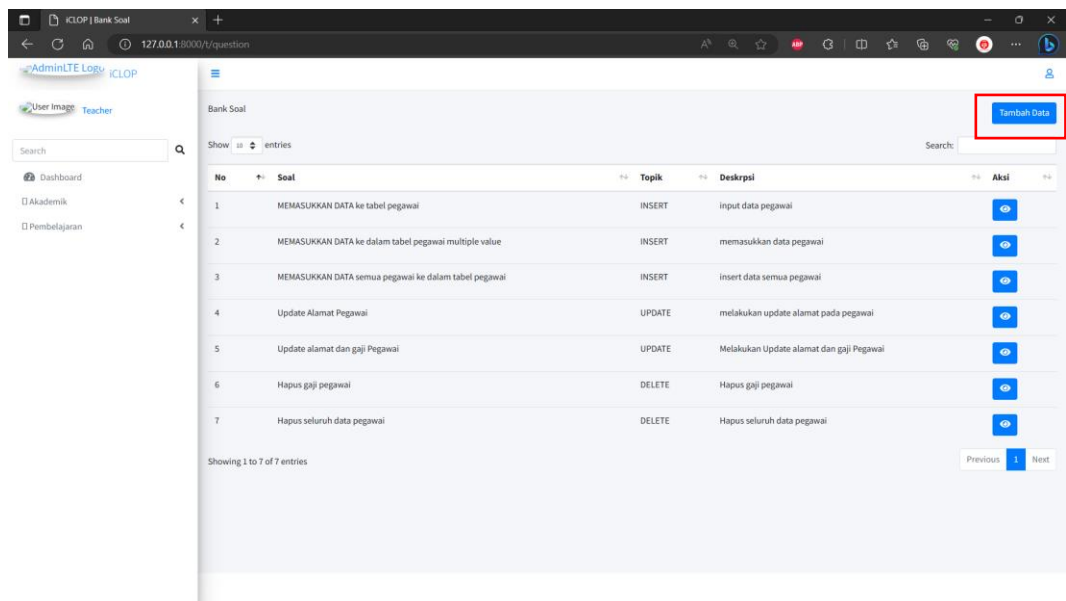 iCLOP | Bank Soal
127.0.0.1:8000/t/question
ABP
AdminLTE Logo iCLOP
User Image Teacher
Search
Dashboard
Akademik
Pembelajaran
Bank Soal
Tambah Data
Show 10 entries
Search:
No Soal Topik Deskrpsi Aksi
1 MEMASUKKAN DATA ke tabel pegawai INSERT input data pegawai
2 MEMASUKKAN DATA ke dalam tabel pegawai multiple value INSERT memasukkan data pegawai
3 MEMASUKKAN DATA semua pegawai ke dalam tabel pegawai INSERT insert data semua pegawai
4 Update Alamat Pegawai UPDATE melakukan update alamat pada pegawai
5 Update alamat dan gaji Pegawai UPDATE Melakukan Update alamat dan gaji Pegawai
6 Hapus gaji pegawai DELETE Hapus gaji pegawai
7 Hapus seluruh data pegawai DELETE Hapus seluruh data pegawai
Showing 1 to 7 of 7 entries
Previous 1 Next